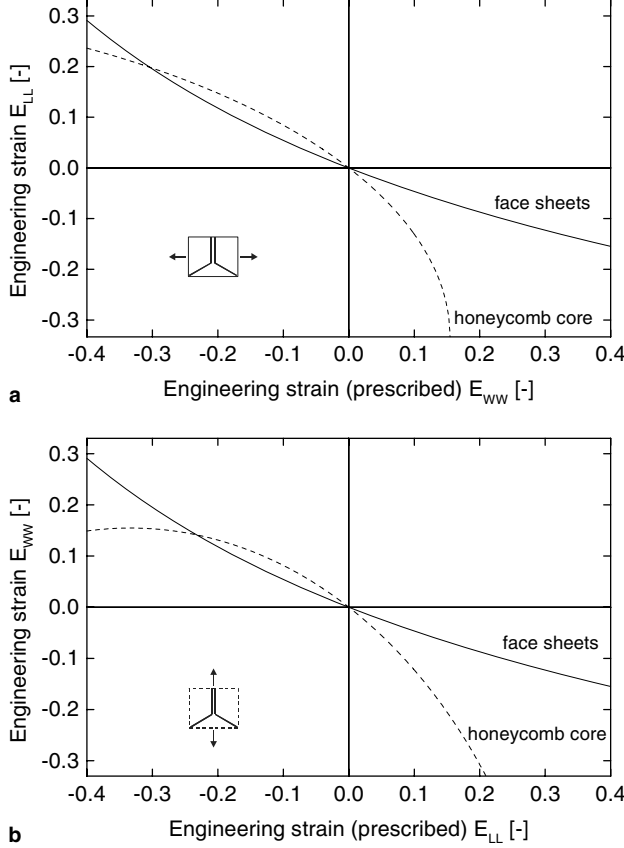 0.3
0.2
0.1
0.0
-0.1
-0.2
-0.3
Engineering strain E_LL [-]
face sheets
honeycomb core
-0.4 -0.3 -0.2 -0.1 0.0 0.1 0.2 0.3 0.4
Engineering strain (prescribed) E_WW [-]
a
0.3
0.2
0.1
0.0
-0.1
-0.2
-0.3
Engineering strain E_WW [-]
face sheets
honeycomb core
-0.4 -0.3 -0.2 -0.1 0.0 0.1 0.2 0.3 0.4
Engineering strain (prescribed) E_LL [-]
b